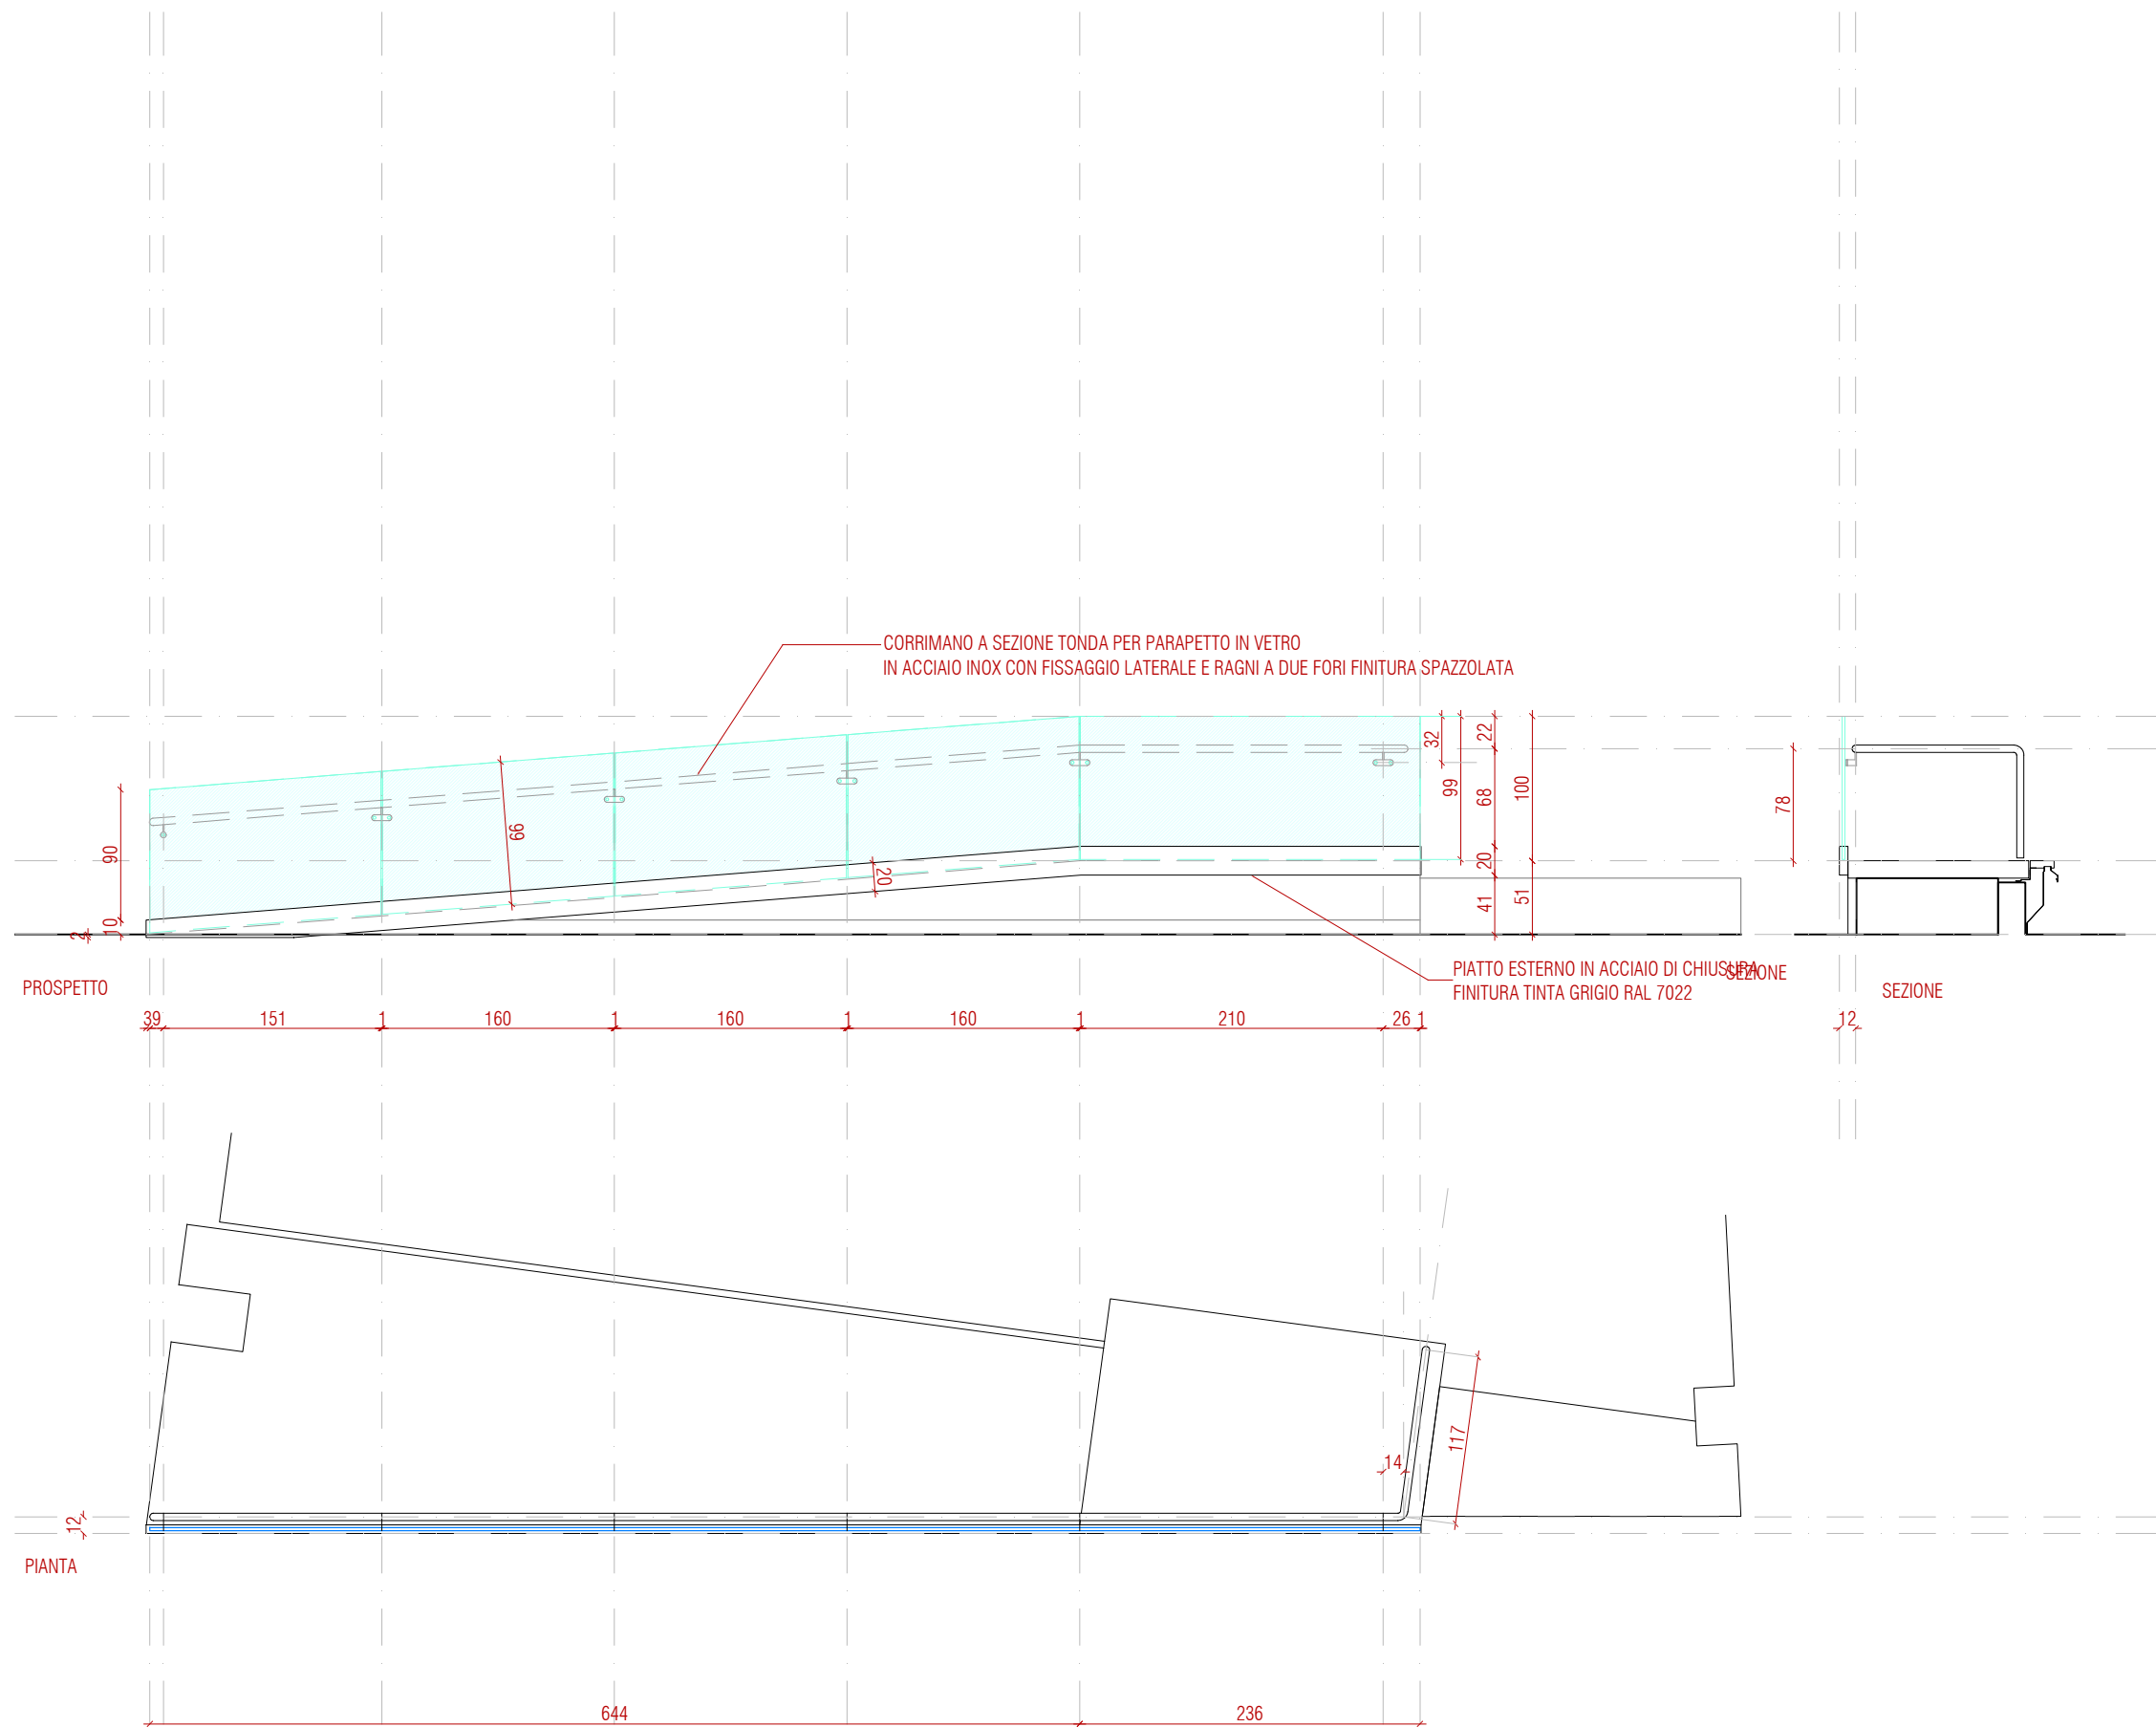 CORRIMANO A SEZIONE TONDA PER PARAPETTO IN VETRO
IN ACCIAIO INOX CON FISSAGGIO LATERALE E RAGNI A DUE FORI FINITURA SPAZZOLATA
22
32
99
68
100
78
90
99
20
20
10
2
41
51
PIATTO ESTERNO IN ACCIAIO DI CHIUSURA
FINITURA TINTA GRIGIO RAL 7022
SEZIONE
SEZIONE
PROSPETTO
39 151 1 160 1 160 1 160 1 210 26 1 12
117
14
12
PIANTA
644 236